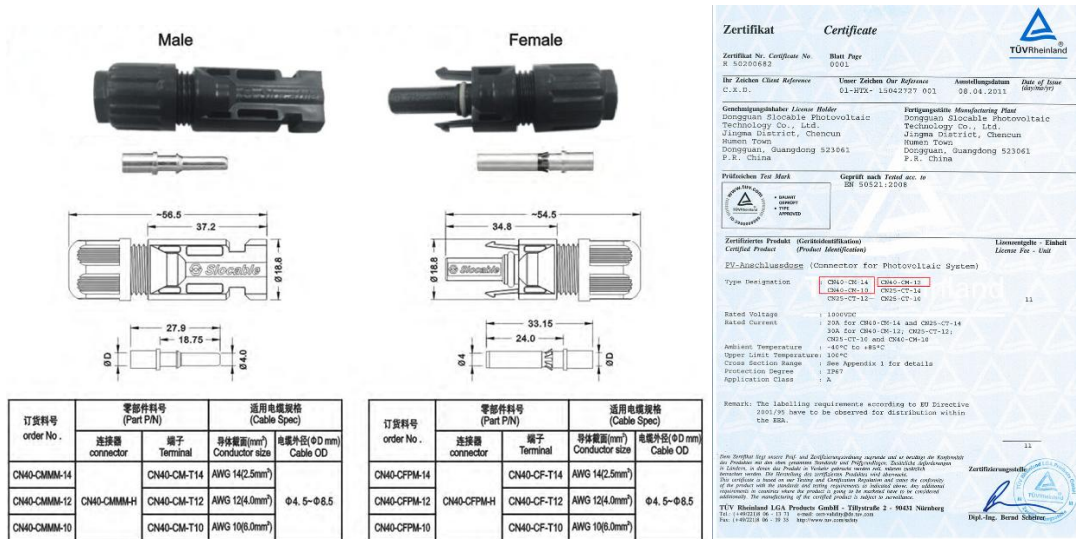 Male
~56.5
37.2
Ø18.8
Slocable
27.9
18.75
ØD
Ø4.0
订货料号
order No .
零部件料号
(Part P/N)
适用电缆规格
(Cable Spec)
连接器
connector
端子
Terminal
导体截面(mm²)
Conductor size
电缆外径(ΦD mm)
Cable OD
CN40-CMMM-14 CN40-CMMM-H CN40-CM-T14 AWG 14(2.5mm²) Φ4. 5~Φ8.5
CN40-CMMM-12 CN40-CM-T12 AWG 12(4.0mm²)
CN40-CMMM-10 CN40-CM-T10 AWG 10(6.0mm²)
Female
~54.5
34.8
Ø18.8
Slocable
33.15
24.0
Ø4
ØD
订货料号
order No .
零部件料号
(Part P/N)
适用电缆规格
(Cable Spec)
连接器
connector
端子
Terminal
导体截面(mm²)
Conductor size
电缆外径(ΦD mm)
Cable OD
CN40-CFPM-14 CN40-CFPM-H CN40-CF-T14 AWG 14(2.5mm²) Φ4. 5~Φ8.5
CN40-CFPM-12 CN40-CF-T12 AWG 12(4.0mm²)
CN40-CFPM-10 CN40-CF-T10 AWG 10(6.0mm²)
Zertifikat Certificate
TÜVRheinland
Zertifikat Nr. Certificate No. Blatt Page
R 50200682 0001
Ihr Zeichen Client Reference Unser Zeichen Our Reference Ausstellungsdatum Date of Issue
(day/mo/yr)
C.X.D. 01-HTX- 15042727 001 08.04.2011
Genehmigungsinhaber License Holder Fertigungsstätte Manufacturing Plant
Dongguan Slocable Photovoltaic Dongguan Slocable Photovoltaic
Technology Co., Ltd. Technology Co., Ltd.
Jingma District, Chencun Jingma District, Chencun
Humen Town Humen Town
Dongguan, Guangdong 523061 Dongguan, Guangdong 523061
P.R. China P.R. China
Prüfzeichen Test Mark Geprüft nach Tested acc. to
EN 50521:2008
www.tuv.com
TÜVRheinland
BAUART
GEPRÜFT
TYPE
APPROVED
Zertifiziertes Produkt (Geräteidentifikation) Lizenzentgelte - Einheit
Certified Product (Product Identification) License Fee - Unit
PV-Anschlussdose (Connector for Photovoltaic System)
Type Designation : CN40-CM-14 CN40-CM-12
CN40-CM-10 CN25-CT-14
CN25-CT-12 CN25-CT-10 11
Rated Voltage : 1000VDC
Rated Current : 20A for CN40-CM-14 and CN25-CT-14
30A for CN40-CM-12; CN25-CT-12;
CN25-CT-10 and CN40-CM-10
Ambient Temperature : -40°C to +85°C
Upper Limit Temperature: 100°C
Cross Section Range : See Appendix 1 for details
Protection Degree : IP67
Application Class : A
Remark: The labelling requirements according to EU Directive
2001/95 have to be observed for distribution within
the EEA.
11
Zertifizierungsstelle
TÜV Rheinland LGA Products GmbH - Tillystraße 2 - 90431 Nürnberg
Dipl.-Ing. Bernd Scheirer